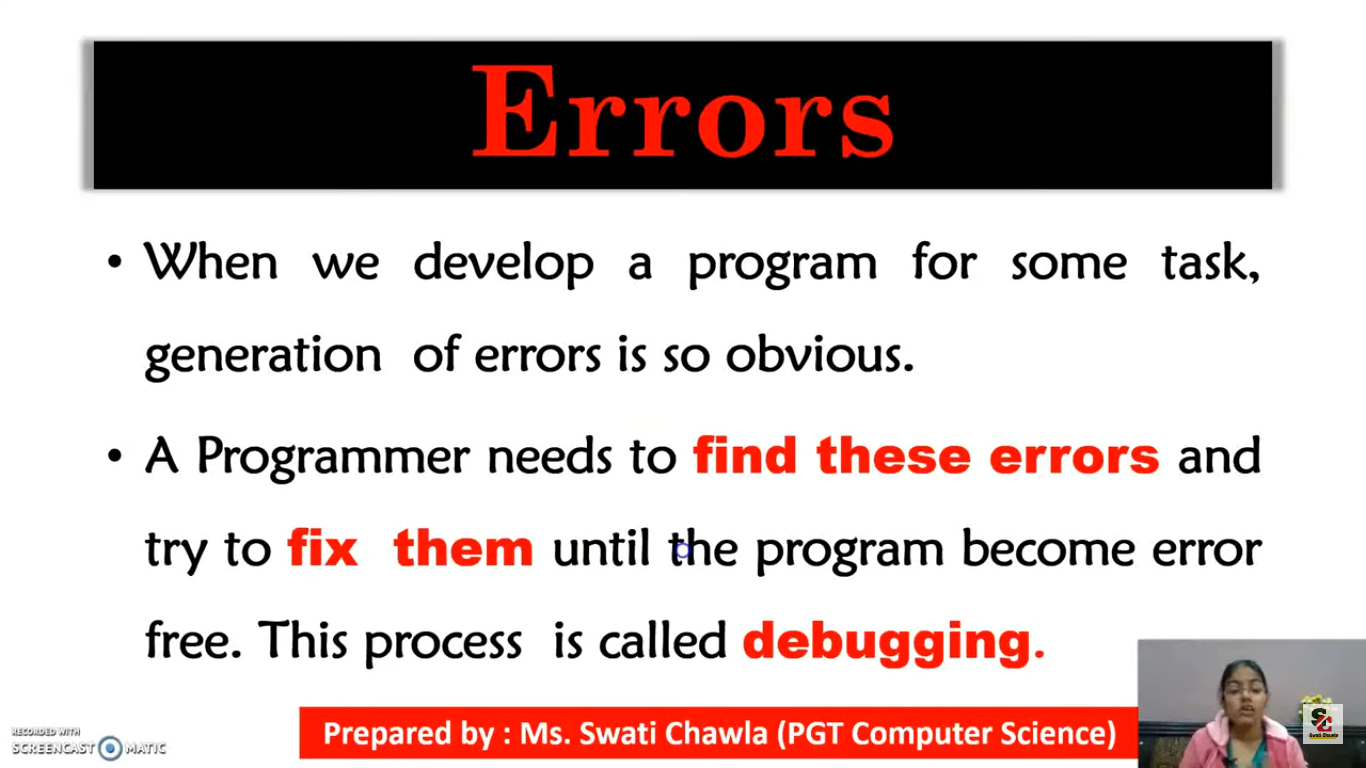 Errors
• When we develop a program for some task,
generation of errors is so obvious.
• A Programmer needs to find these errors and
try to fix them until the program become error
free. This process is called debugging.
Prepared by : Ms. Swati Chawla (PGT Computer Science)
RECORDED WITH
SCREENCAST MATIC
Swati Chawla